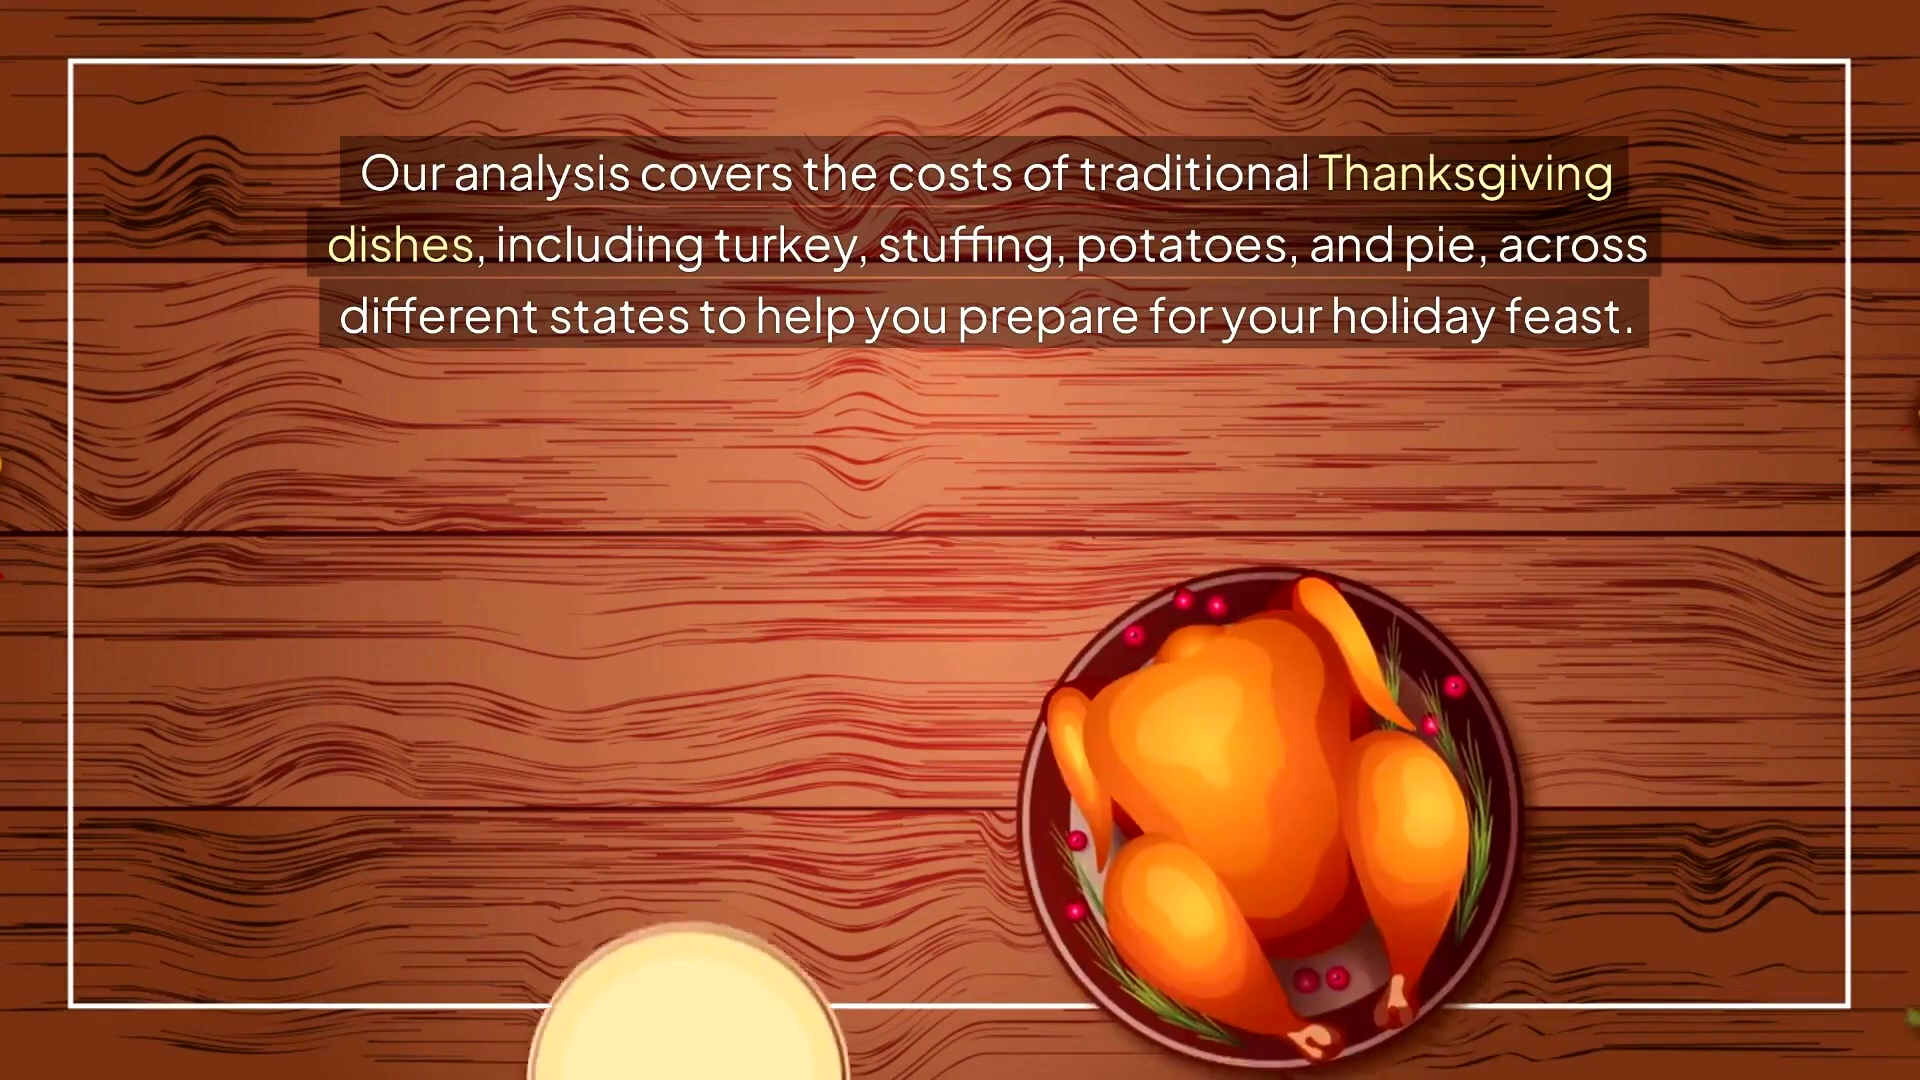 Our analysis covers the costs of traditional Thanksgiving
dishes, including turkey, stuffing, potatoes, and pie, across
different states to help you prepare for your holiday feast.